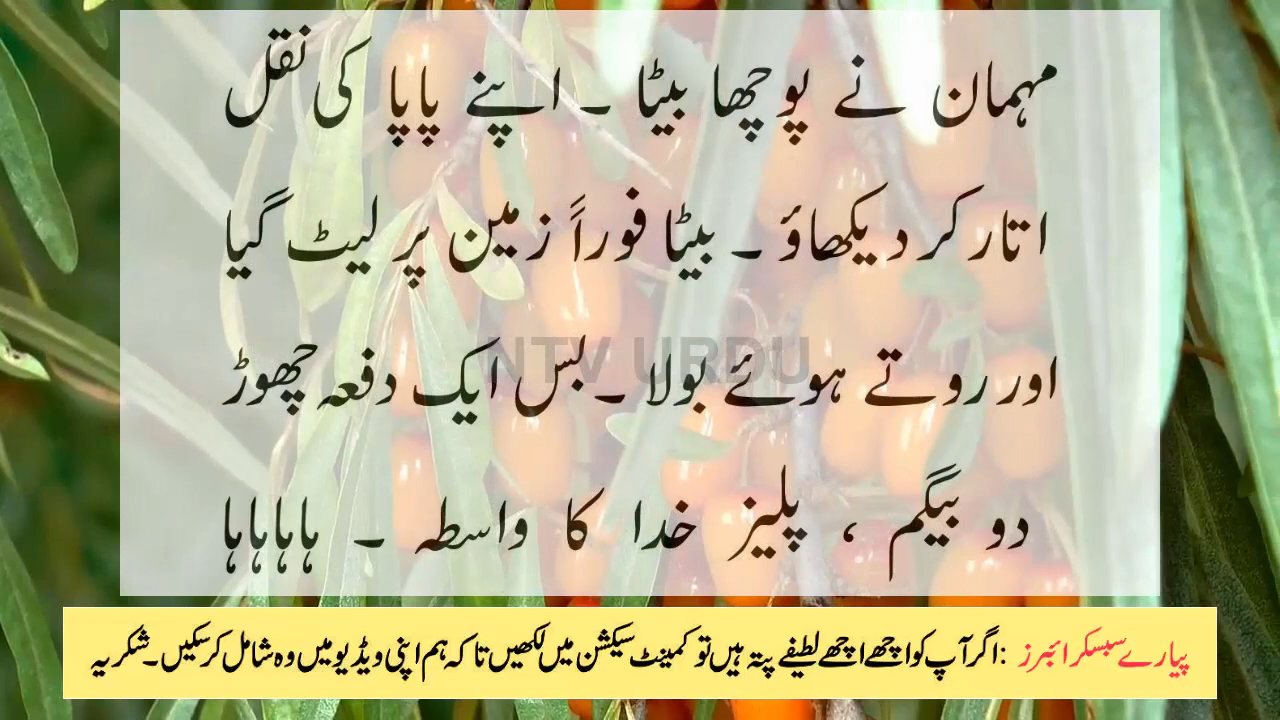 مہمان نے پوچھا بیٹا ۔ اپنے پاپا کی نقل
اتار کر دیکھاؤ ۔ بیٹا فوراً زمین پر لیٹ گیا
اور روتے ہوئے بولا ۔ بس ایک دفعہ چھوڑ
NTV URDU
دو بیگم ، پلیز خدا کا واسطہ ۔ ہاہاہاہا
پیارے سبسکرائبرز : اگر آپ کو اچھے اچھے لطیفے پتہ ہیں تو کمینٹ سیکشن میں لکھیں تاکہ ہم اپنی ویڈیو میں وہ شامل کر سکیں۔ شکریہ